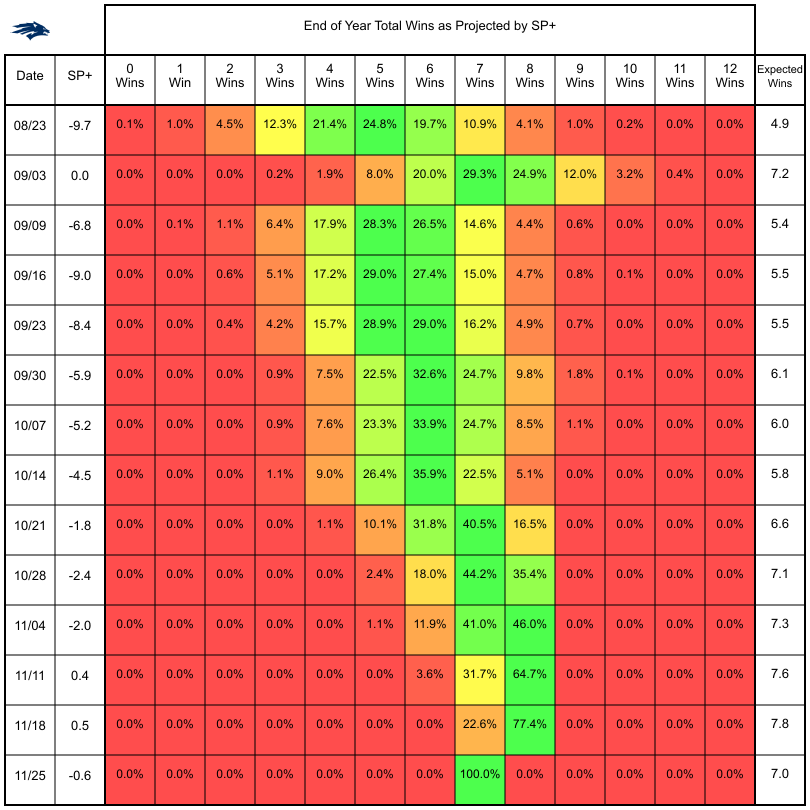 End of Year Total Wins as Projected by SP+
Date SP+ 0 Wins 1 Win 2 Wins 3 Wins 4 Wins 5 Wins 6 Wins 7 Wins 8 Wins 9 Wins 10 Wins 11 Wins 12 Wins Expected Wins
08/23 -9.7 0.1% 1.0% 4.5% 12.3% 21.4% 24.8% 19.7% 10.9% 4.1% 1.0% 0.2% 0.0% 0.0% 4.9
09/03 0.0 0.0% 0.0% 0.0% 0.2% 1.9% 8.0% 20.0% 29.3% 24.9% 12.0% 3.2% 0.4% 0.0% 7.2
09/09 -6.8 0.0% 0.1% 1.1% 6.4% 17.9% 28.3% 26.5% 14.6% 4.4% 0.6% 0.0% 0.0% 0.0% 5.4
09/16 -9.0 0.0% 0.0% 0.6% 5.1% 17.2% 29.0% 27.4% 15.0% 4.7% 0.8% 0.1% 0.0% 0.0% 5.5
09/23 -8.4 0.0% 0.0% 0.4% 4.2% 15.7% 28.9% 29.0% 16.2% 4.9% 0.7% 0.0% 0.0% 0.0% 5.5
09/30 -5.9 0.0% 0.0% 0.0% 0.9% 7.5% 22.5% 32.6% 24.7% 9.8% 1.8% 0.1% 0.0% 0.0% 6.1
10/07 -5.2 0.0% 0.0% 0.0% 0.9% 7.6% 23.3% 33.9% 24.7% 8.5% 1.1% 0.0% 0.0% 0.0% 6.0
10/14 -4.5 0.0% 0.0% 0.0% 1.1% 9.0% 26.4% 35.9% 22.5% 5.1% 0.0% 0.0% 0.0% 0.0% 5.8
10/21 -1.8 0.0% 0.0% 0.0% 0.0% 1.1% 10.1% 31.8% 40.5% 16.5% 0.0% 0.0% 0.0% 0.0% 6.6
10/28 -2.4 0.0% 0.0% 0.0% 0.0% 0.0% 2.4% 18.0% 44.2% 35.4% 0.0% 0.0% 0.0% 0.0% 7.1
11/04 -2.0 0.0% 0.0% 0.0% 0.0% 0.0% 1.1% 11.9% 41.0% 46.0% 0.0% 0.0% 0.0% 0.0% 7.3
11/11 0.4 0.0% 0.0% 0.0% 0.0% 0.0% 0.0% 3.6% 31.7% 64.7% 0.0% 0.0% 0.0% 0.0% 7.6
11/18 0.5 0.0% 0.0% 0.0% 0.0% 0.0% 0.0% 0.0% 22.6% 77.4% 0.0% 0.0% 0.0% 0.0% 7.8
11/25 -0.6 0.0% 0.0% 0.0% 0.0% 0.0% 0.0% 0.0% 100.0% 0.0% 0.0% 0.0% 0.0% 0.0% 7.0